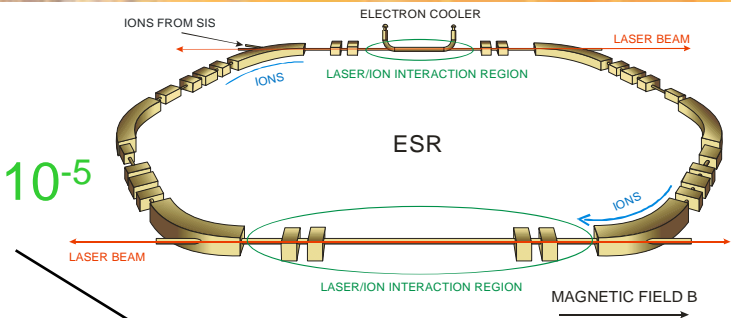 IONS FROM SIS
ELECTRON COOLER
LASER BEAM
IONS
LASER/ION INTERACTION REGION
ESR
10-5
IONS
LASER BEAM
LASER/ION INTERACTION REGION
MAGNETIC FIELD B